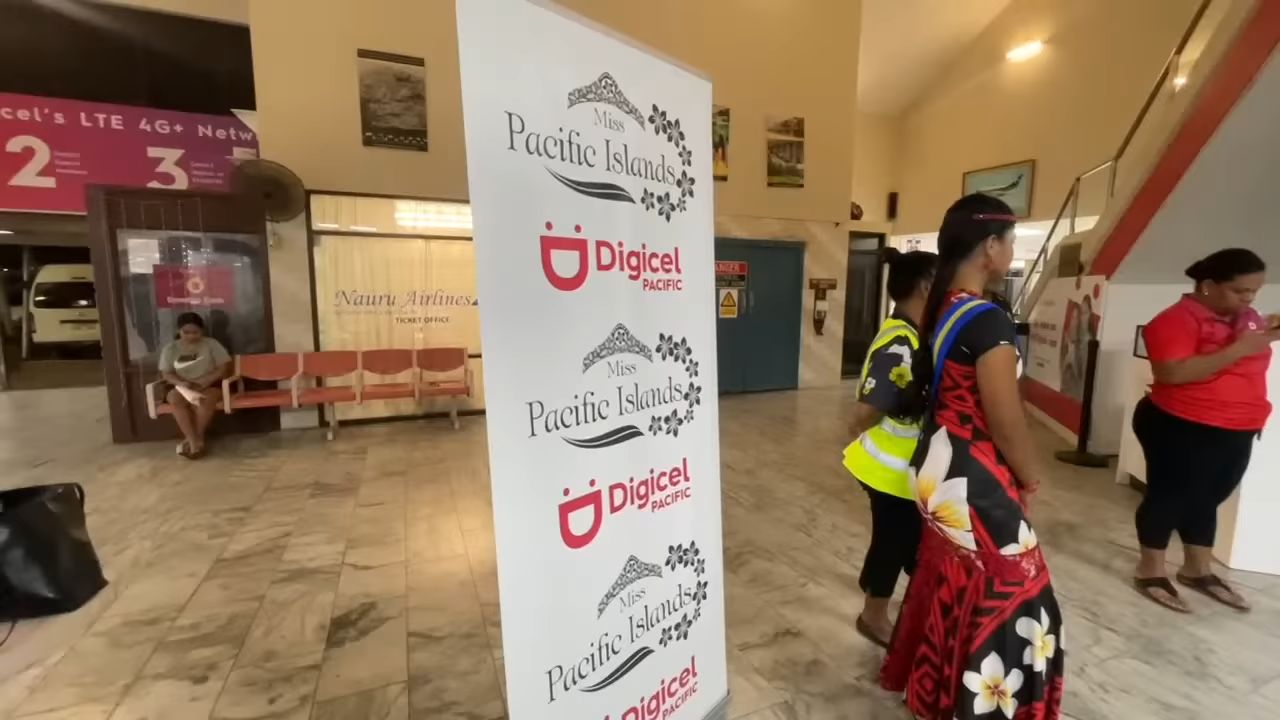 cel's LTE 4G+ Netw
2
3
Nauru Airlines
TICKET OFFICE
Miss
Pacific Islands
Digicel
PACIFIC
Miss
Pacific Islands
Digicel
PACIFIC
Miss
Pacific Islands
Digicel
PACIFIC
DANGER